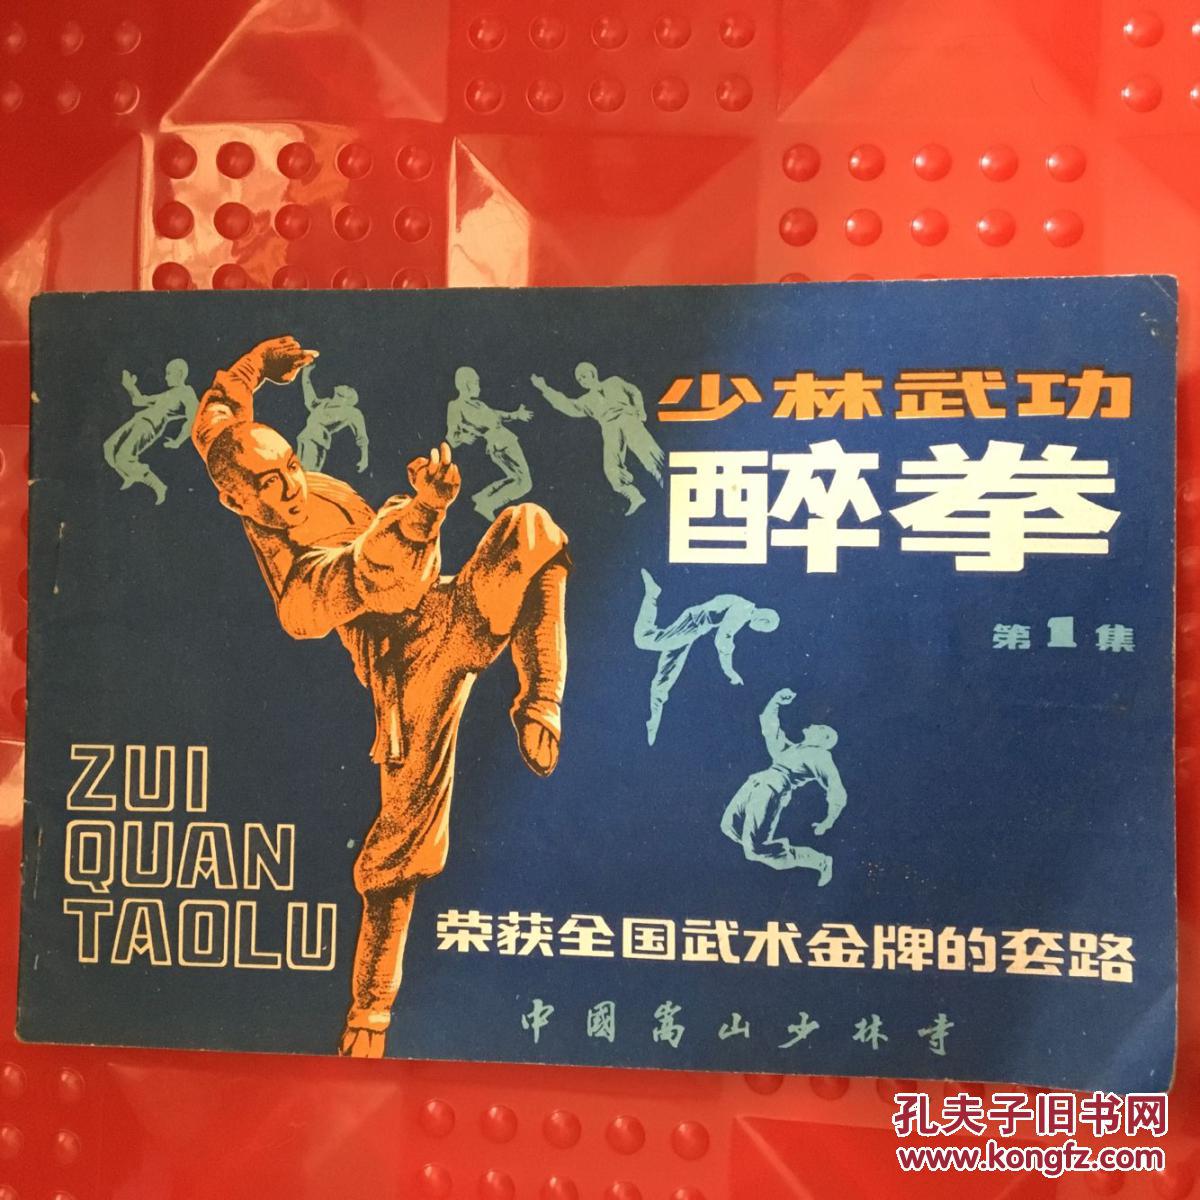 少林武功
醉拳
第1集
ZUI
QUAN
TAOLU
荣获全国武术金牌的套路
中國嵩山少林寺
孔夫子旧书网
www.kongfz.com